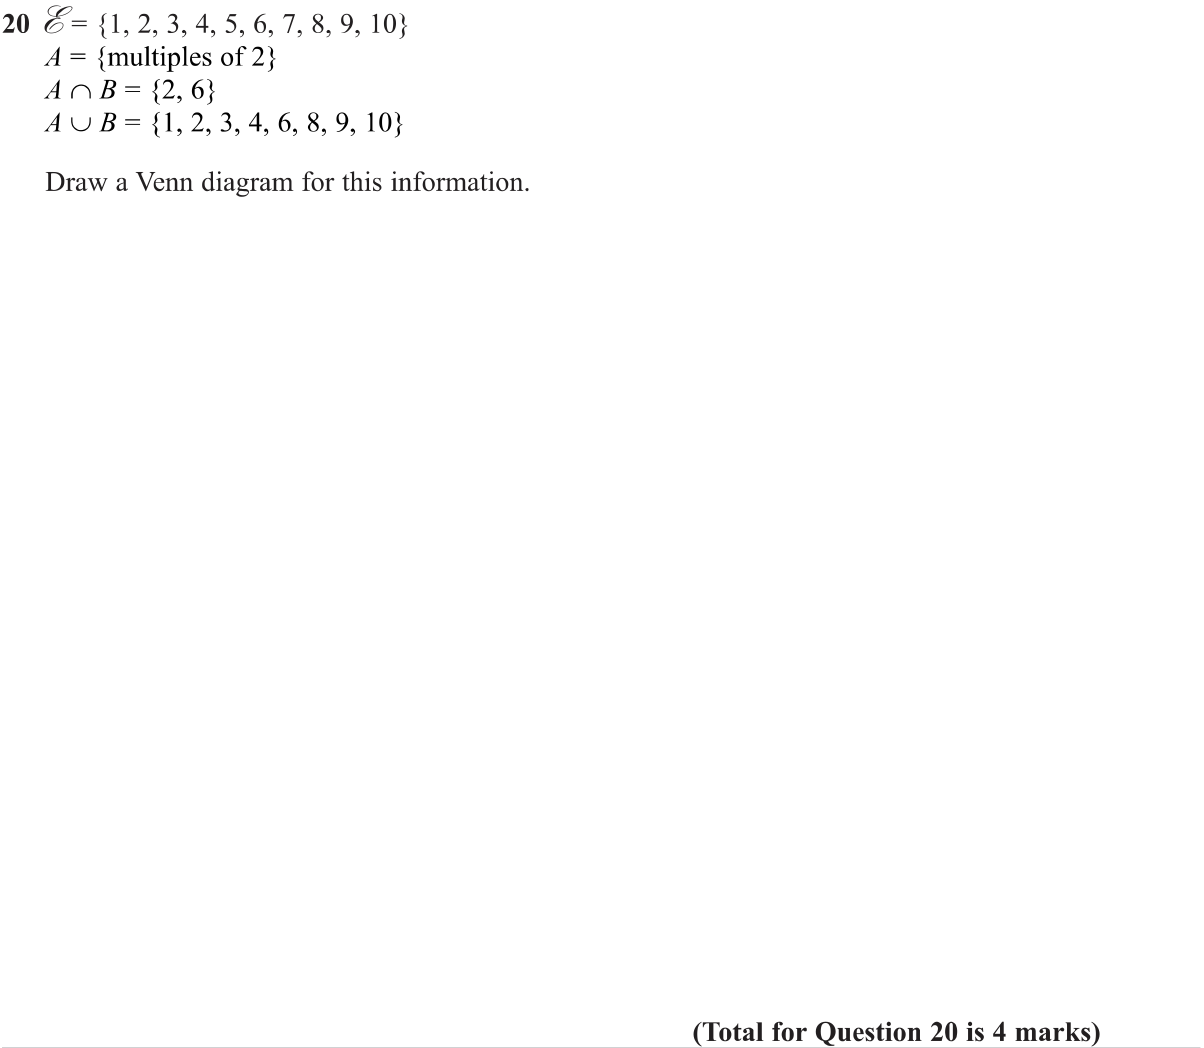 20 ℰ = {1, 2, 3, 4, 5, 6, 7, 8, 9, 10}
A = {multiples of 2}
A ∩ B = {2, 6}
A ∪ B = {1, 2, 3, 4, 6, 8, 9, 10}
Draw a Venn diagram for this information.
(Total for Question 20 is 4 marks)